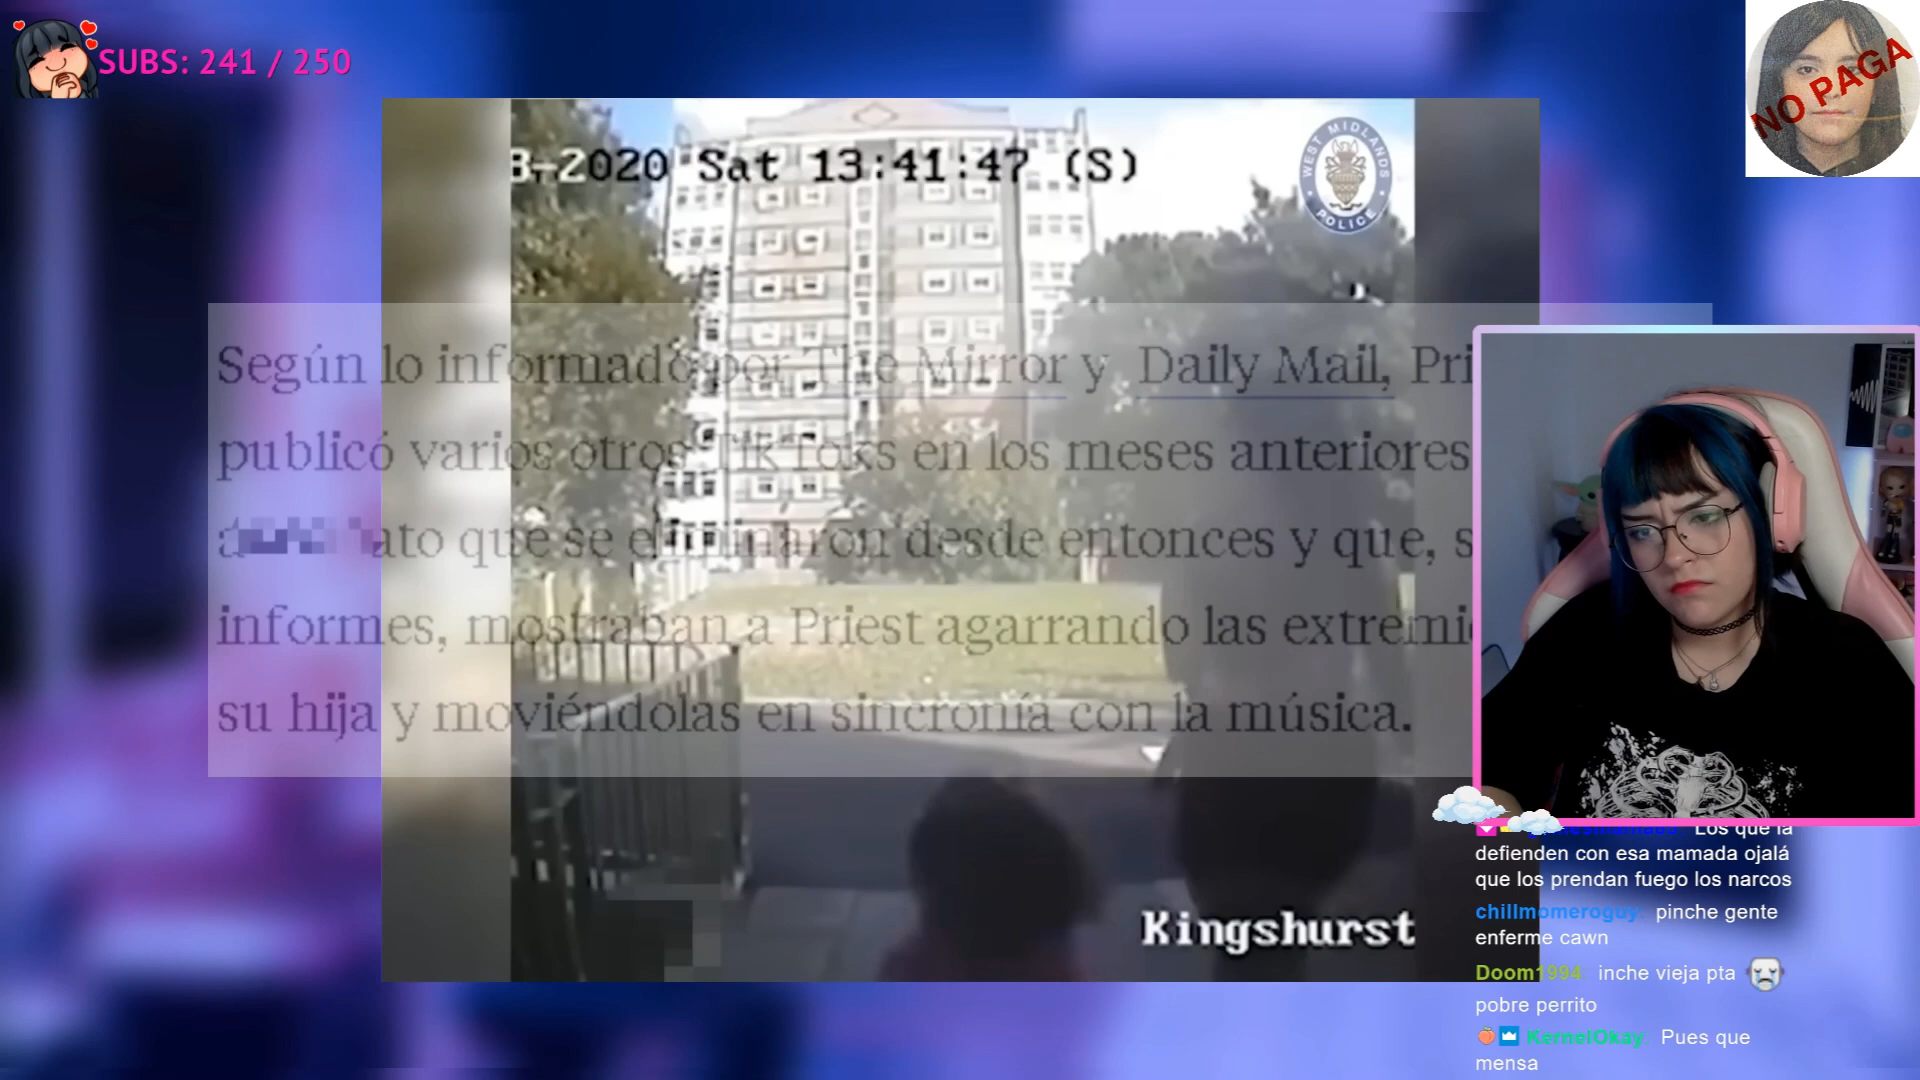 SUBS: 241 / 250
NO PAGA
-2020 Sat 13:41:47 (S)
WEST MIDLANDS
POLICE
Según lo informado por The Mirror y Daily Mail, Pri
publicó varios otros TikToks en los meses anteriores
ato que se eliminaron desde entonces y que, s
informes, mostraban a Priest agarrando las extremi
su hija y moviéndolas en sincronía con la música.
Kingshurst
Los que la
defienden con esa mamada ojalá
que los prendan fuego los narcos
chillmomeroguy: pinche gente
enferme cawn
Doom1994: inche vieja pta
pobre perrito
KernelOkay: Pues que
mensa